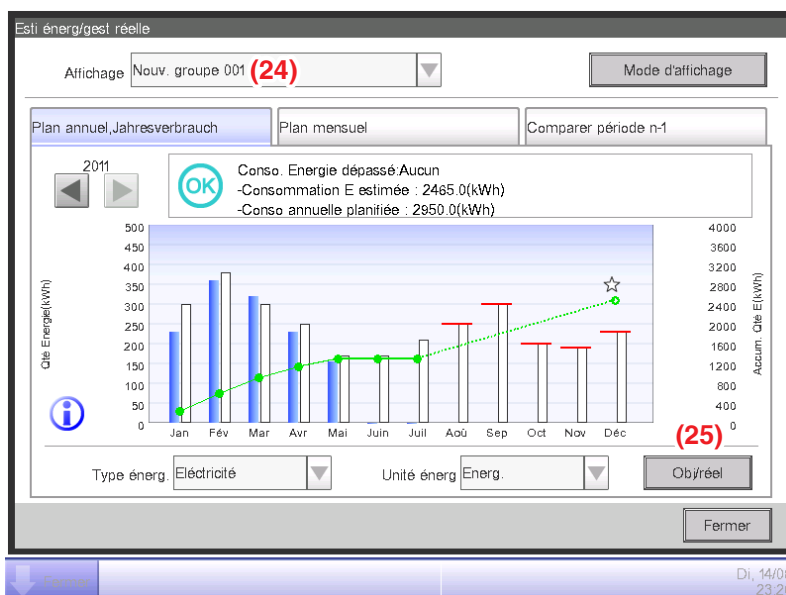 Esti énerg/gest réelle
Affichage Nouv. groupe 001 (24) Mode d'affichage
Plan annuel,Jahresverbrauch Plan mensuel Comparer période n-1
2011
OK
Conso. Energie dépassé:Aucun
-Consommation E estimée : 2465.0(kWh)
-Conso annuelle planifiée : 2950.0(kWh)
Qté Energie(kWh)
500
450
400
350
300
250
200
150
100
50
0
4000
3600
3200
2800
2400
2000
1600
1200
800
400
0
Accum. Qté E(kWh)
Jan Fév Mar Avr Mai Juin Juil Aoû Sep Oct Nov Déc
(25)
Type énerg. Eléctricité Unité énerg Energ. Obj/réel
Fermer
Fermer
Di, 14/0